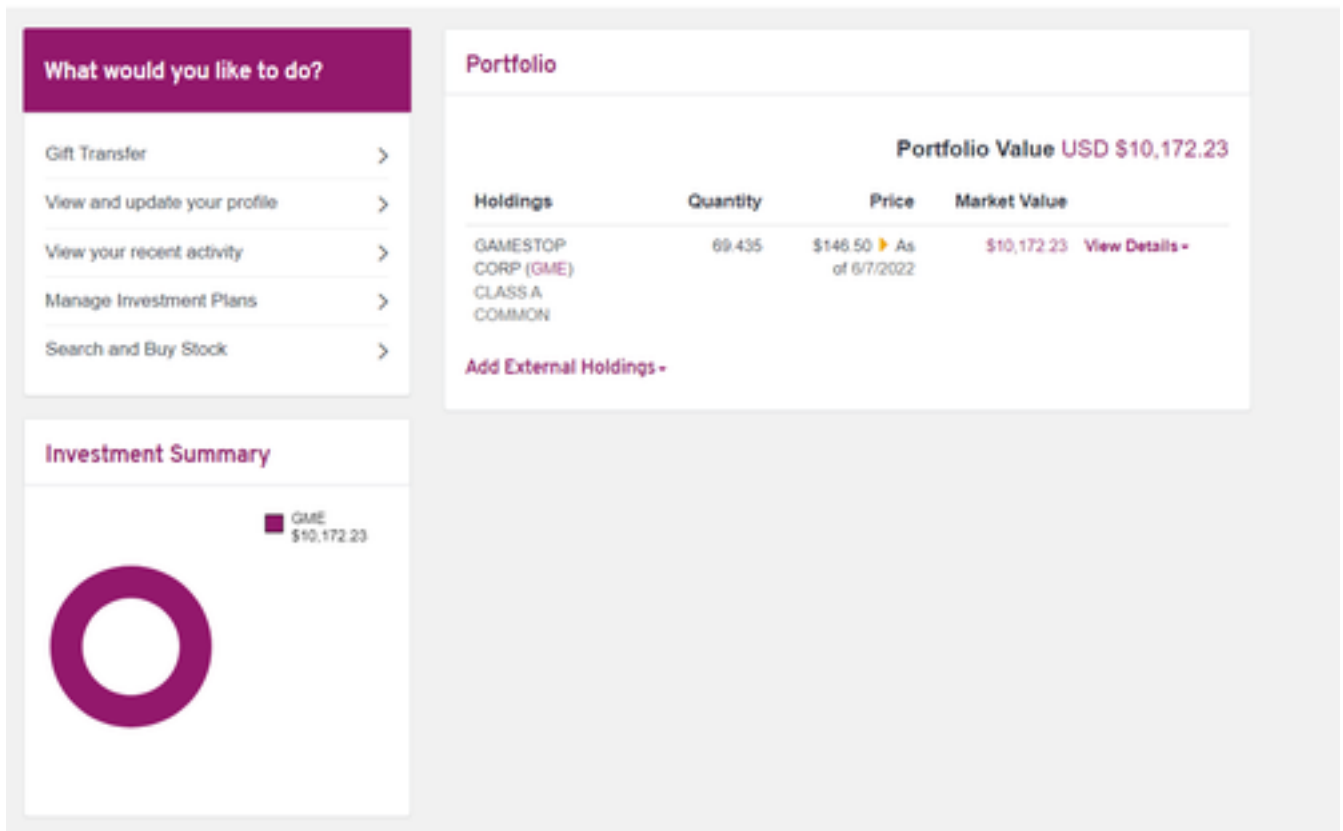 What would you like to do?
Gift Transfer
View and update your profile
View your recent activity
Manage Investment Plans
Search and Buy Stock
Investment Summary
GME
$10,172.23
Portfolio
Portfolio Value USD $10,172.23
Holdings Quantity Price Market Value
GAMESTOP 69.435 $146.50 As $10,172.23 View Details
CORP (GME) of 6/7/2022
CLASS A
COMMON
Add External Holdings